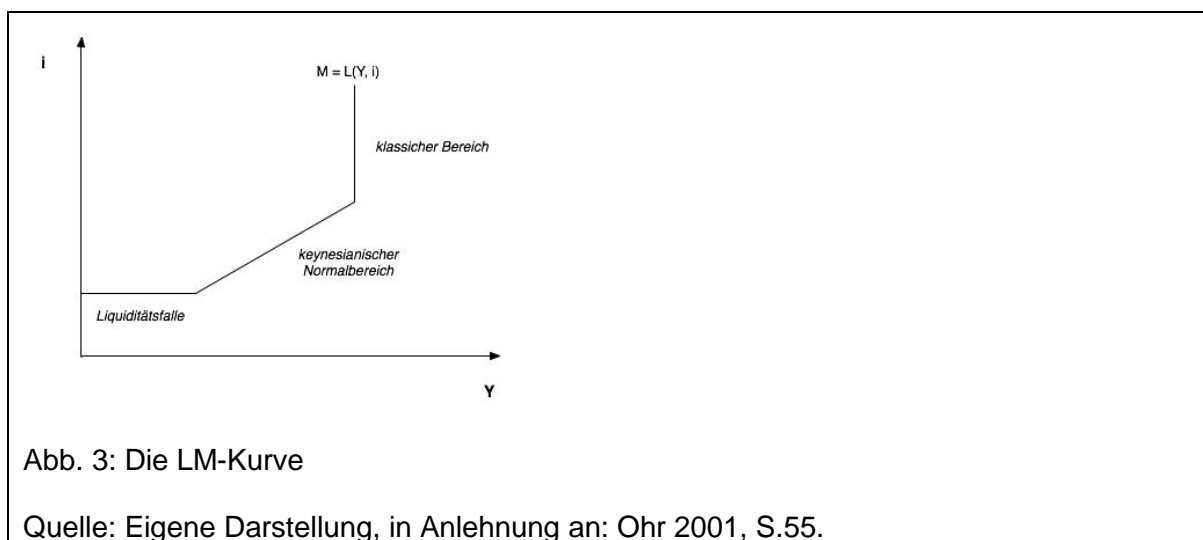 i
M = L(Y, i)
klassicher Bereich
keynesianischer
Normalbereich
Liquiditätsfalle
Y
Abb. 3: Die LM-Kurve
Quelle: Eigene Darstellung, in Anlehnung an: Ohr 2001, S.55.